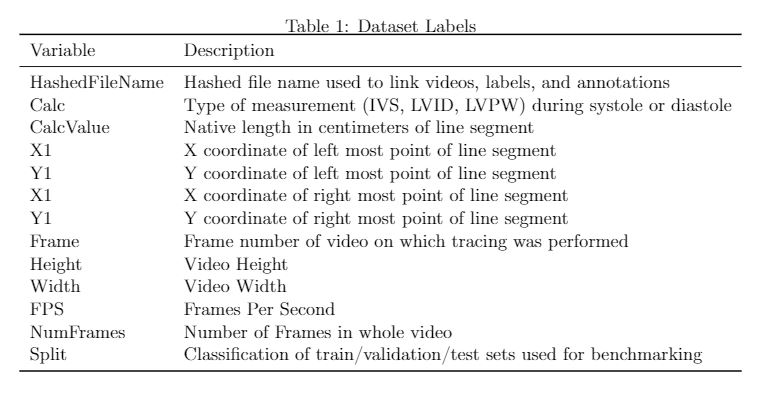 Table 1: Dataset Labels
Variable Description
HashedFileName Hashed file name used to link videos, labels, and annotations
Calc Type of measurement (IVS, LVID, LVPW) during systole or diastole
CalcValue Native length in centimeters of line segment
X1 X coordinate of left most point of line segment
Y1 Y coordinate of left most point of line segment
X1 X coordinate of right most point of line segment
Y1 Y coordinate of right most point of line segment
Frame Frame number of video on which tracing was performed
Height Video Height
Width Video Width
FPS Frames Per Second
NumFrames Number of Frames in whole video
Split Classification of train/validation/test sets used for benchmarking